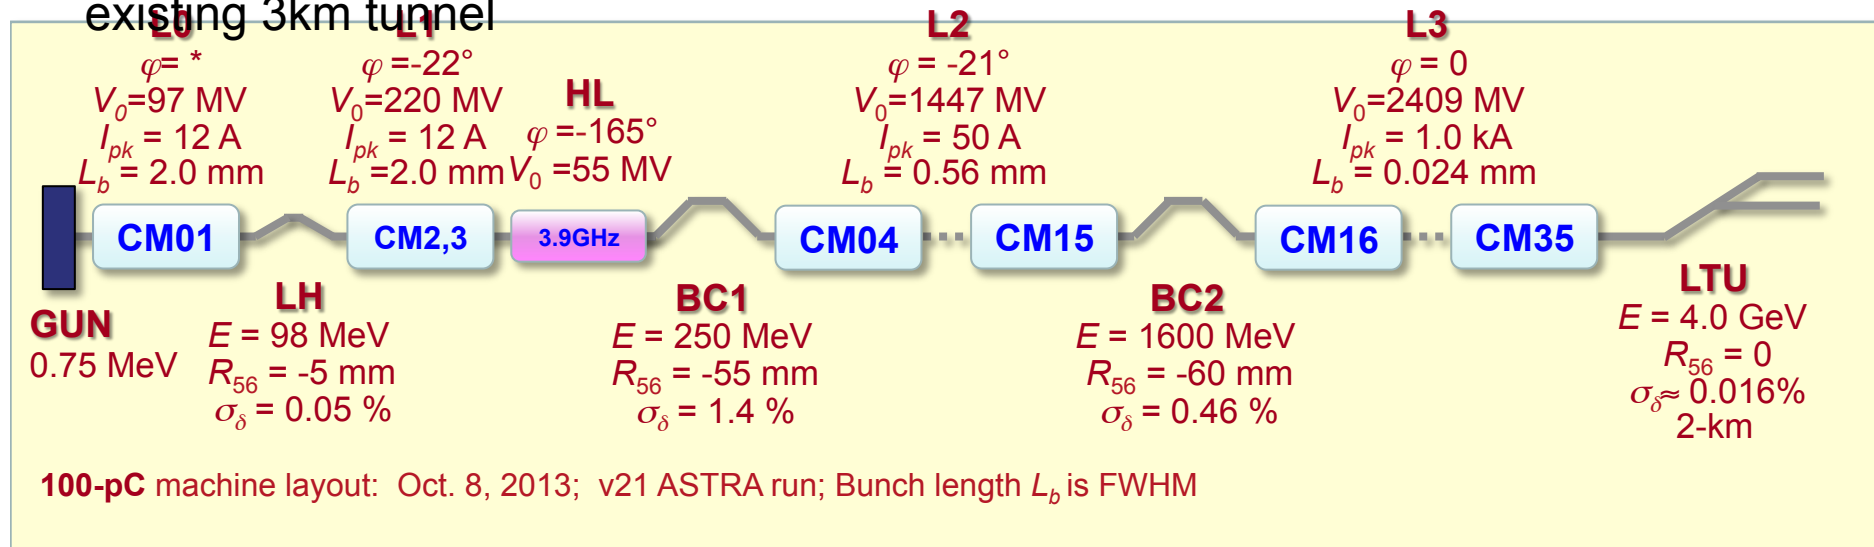 existing 3km tunnel
L0
φ= *
V0=97 MV
Ipk = 12 A
Lb = 2.0 mm
L1
φ =-22°
V0=220 MV
Ipk = 12 A
Lb =2.0 mm
HL
φ =-165°
V0 =55 MV
L2
φ = -21°
V0=1447 MV
Ipk = 50 A
Lb = 0.56 mm
L3
φ = 0
V0=2409 MV
Ipk = 1.0 kA
Lb = 0.024 mm
CM01
CM2,3
3.9GHz
CM04
CM15
CM16
CM35
GUN
0.75 MeV
LH
E = 98 MeV
R56 = -5 mm
σδ = 0.05 %
BC1
E = 250 MeV
R56 = -55 mm
σδ = 1.4 %
BC2
E = 1600 MeV
R56 = -60 mm
σδ = 0.46 %
LTU
E = 4.0 GeV
R56 = 0
σδ≈ 0.016%
2-km
100-pC machine layout: Oct. 8, 2013; v21 ASTRA run; Bunch length Lb is FWHM